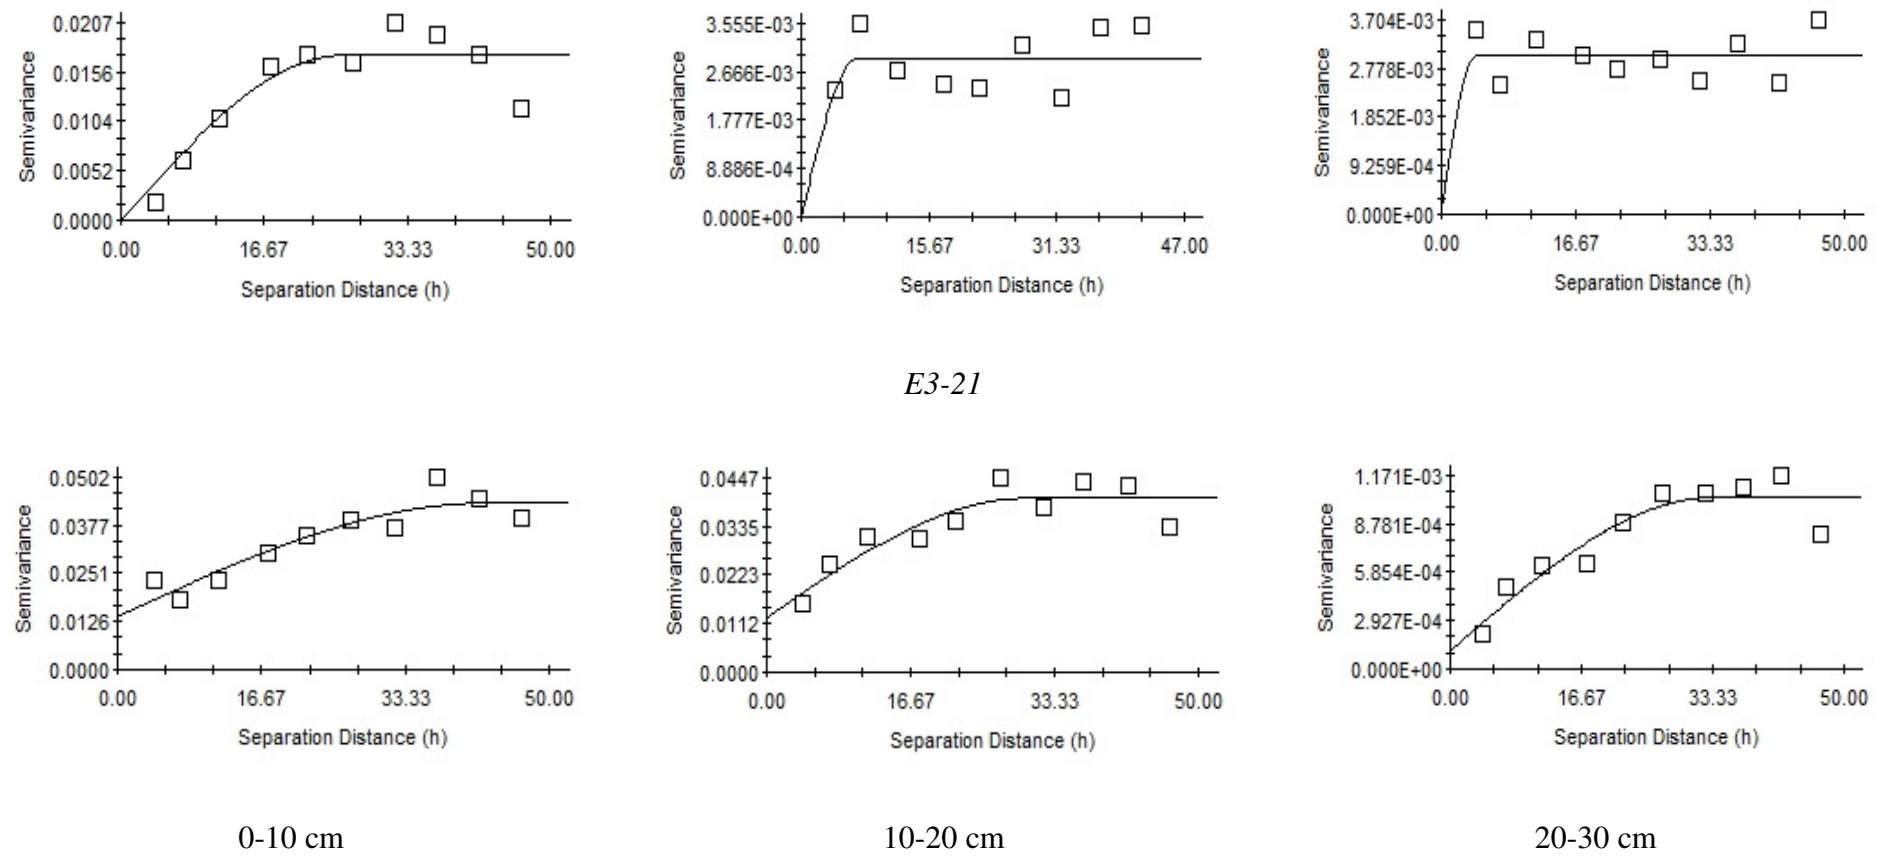 Semivariance
0.0207
0.0156
0.0104
0.0052
0.0000
0.00 16.67 33.33 50.00
Separation Distance (h)
Semivariance
3.555E-03
2.666E-03
1.777E-03
8.886E-04
0.000E+00
0.00 15.67 31.33 47.00
Separation Distance (h)
Semivariance
3.704E-03
2.778E-03
1.852E-03
9.259E-04
0.000E+00
0.00 16.67 33.33 50.00
Separation Distance (h)
E3-21
Semivariance
0.0502
0.0377
0.0251
0.0126
0.0000
0.00 16.67 33.33 50.00
Separation Distance (h)
Semivariance
0.0447
0.0335
0.0223
0.0112
0.0000
0.00 16.67 33.33 50.00
Separation Distance (h)
Semivariance
1.171E-03
8.781E-04
5.854E-04
2.927E-04
0.000E+00
0.00 16.67 33.33 50.00
Separation Distance (h)
0-10 cm 10-20 cm 20-30 cm